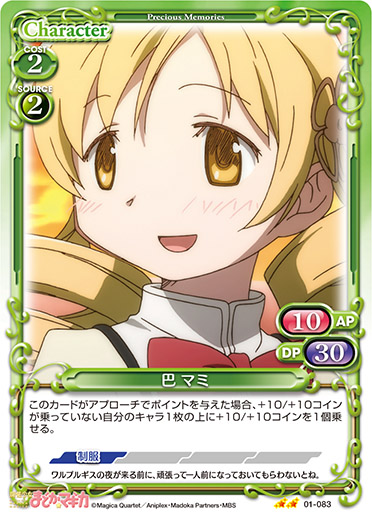 Precious Memories
Character
COST
2
SOURCE
2
10 AP
DP 30
巴 マミ
このカードがアプローチでポイントを与えた場合、+10/+10コイン
が乗っていない自分のキャラ1枚の上に+10/+10コインを1個乗
せる。
制服
ワルプルギスの夜が来る前に、頑張って一人前になっておいてもらわないとね。
まどか☆マギカ
©Magica Quartet／Aniplex・Madoka Partners・MBS
01-083